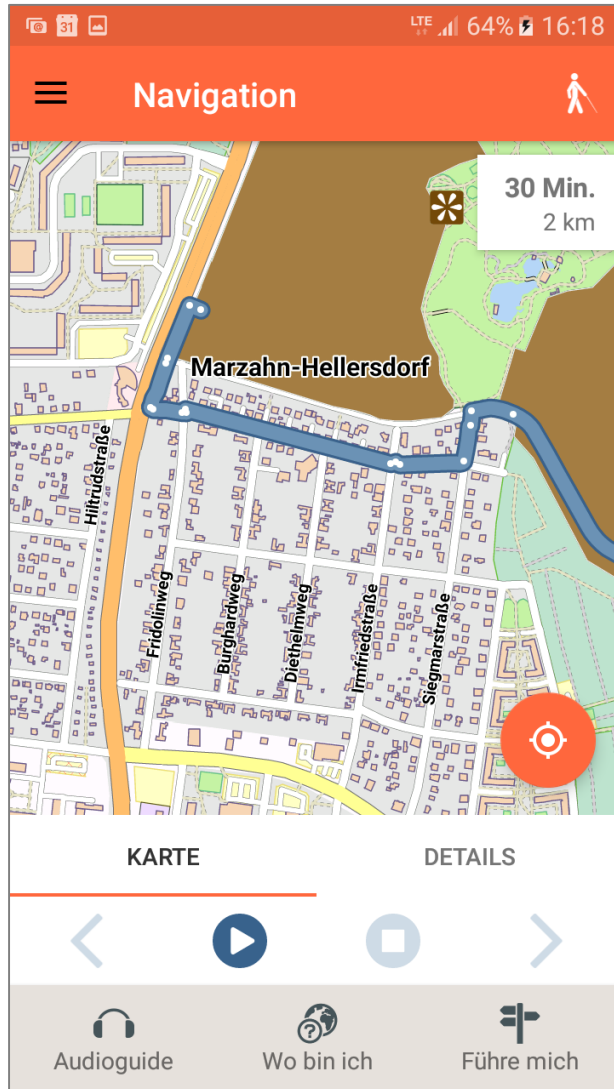 31 LTE 64% 16:18
Navigation
30 Min.
2 km
Marzahn-Hellersdorf
Hiltrudstraße
Fridolinweg
Burghardweg
Diethelmweg
Irmfriedstraße
Siegmarstraße
KARTE DETAILS
Audioguide Wo bin ich Führe mich